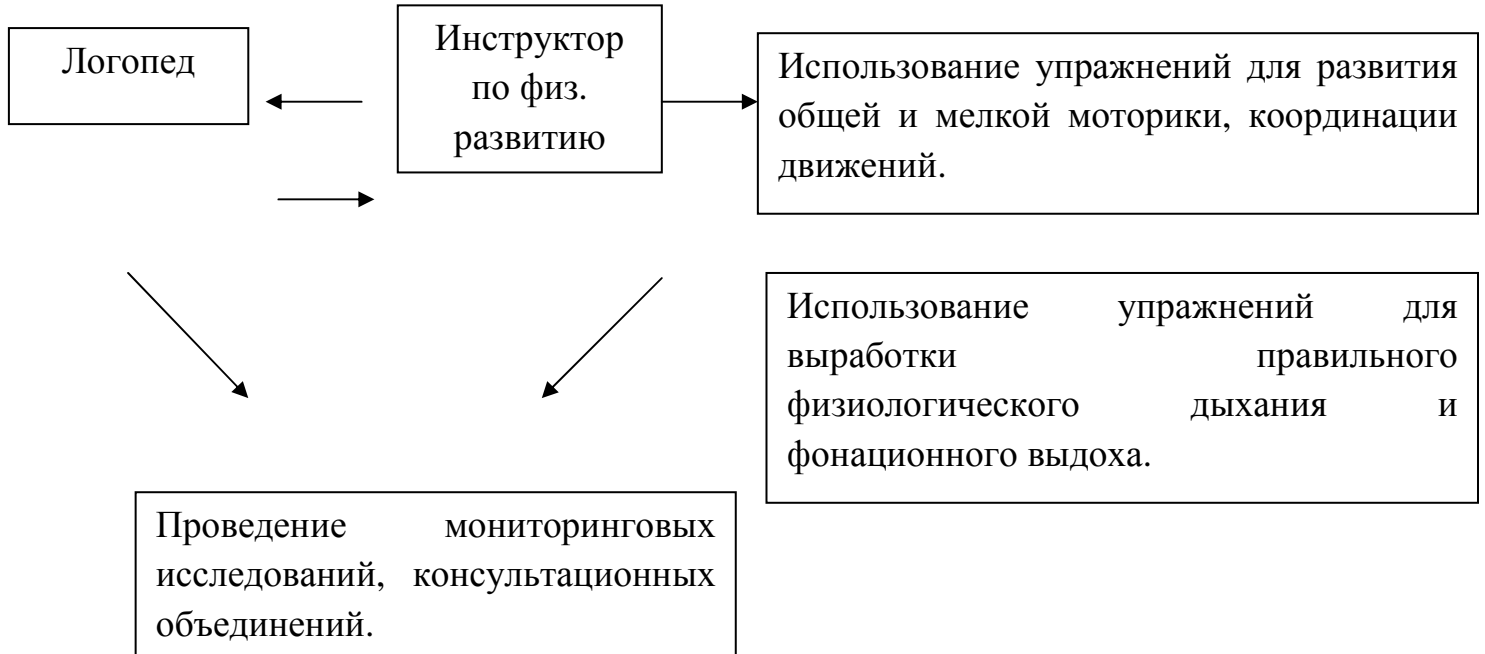 Логопед
Инструктор
по физ.
развитию
Использование упражнений для развития
общей и мелкой моторики, координации
движений.
Использование упражнений для
выработки правильного
физиологического дыхания и
фонационного выдоха.
Проведение мониторинговых
исследований, консультационных
объединений.